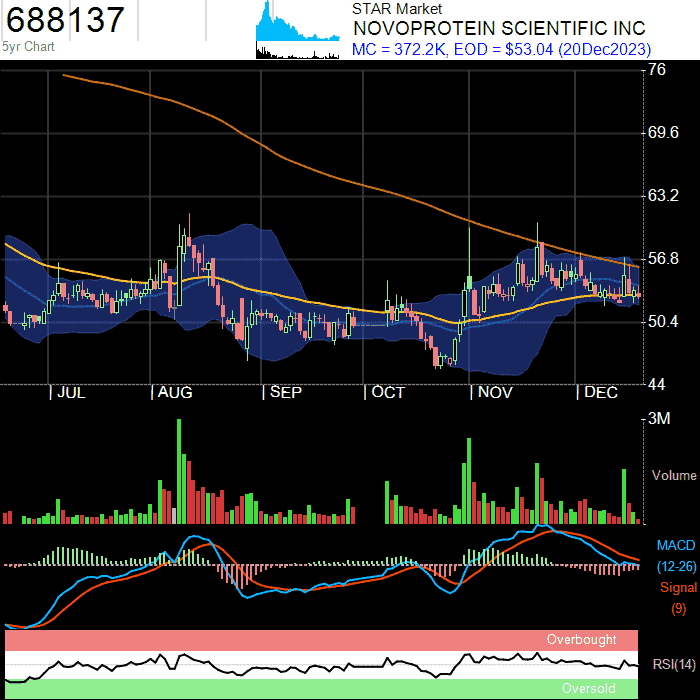 688137
5yr Chart
STAR Market
NOVOPROTEIN SCIENTIFIC INC
MC = 372.2K, EOD = $53.04 (20Dec2023)
76
69.6
63.2
56.8
50.4
44
| JUL | AUG | SEP | OCT | NOV | DEC
3M
Volume
MACD
(12-26)
Signal
(9)
Overbought
RSI(14)
Oversold